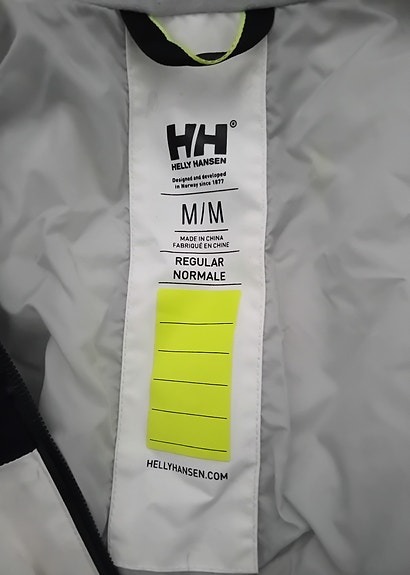 HH®
HELLY HANSEN
Designed and developed
in Norway since 1877
M/M
MADE IN CHINA
FABRIQUÉ EN CHINE
REGULAR
NORMALE
HELLYHANSEN.COM